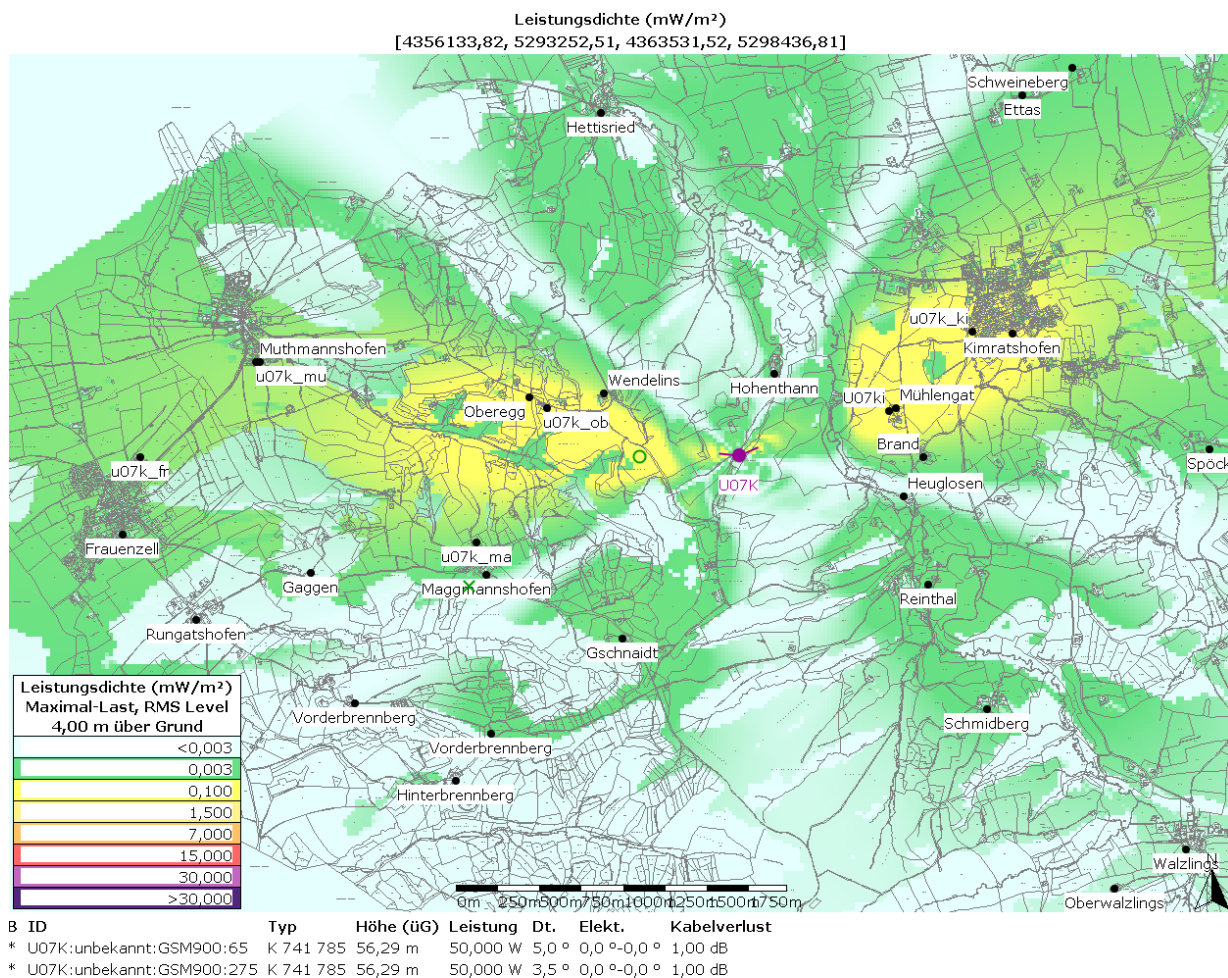 Leistungsdichte (mW/m²)
[4356133,82, 5293252,51, 4363531,52, 5298436,81]
Schweineberg
Ettas
Hettisried
u07k_ki
Kimratshofen
Muthmannshofen
u07k_mu
Wendelins
Hohenthann
Oberegg
u07k_ob
U07ki
Mühlengat
Brand
u07k_fr
Spöck
U07K
Heuglosen
Frauenzell
u07k_ma
Gaggen
Maggmannshofen
Reinthal
Rungatshofen
Gschnaidt
Vorderbrennberg
Schmidberg
Vorderbrennberg
Hinterbrennberg
Walzlings
Oberwalzlings
N
Leistungsdichte (mW/m²)
Maximal-Last, RMS Level
4,00 m über Grund
<0,003
0,003
0,100
1,500
7,000
15,000
30,000
>30,000
0m 250m 500m 750m 1000m 1250m 1500m 1750m
B ID Typ Höhe (üG) Leistung Dt. Elekt. Kabelverlust
* U07K:unbekannt:GSM900:65 K 741 785 56,29 m 50,000 W 5,0 ° 0,0 °-0,0 ° 1,00 dB
* U07K:unbekannt:GSM900:275 K 741 785 56,29 m 50,000 W 3,5 ° 0,0 °-0,0 ° 1,00 dB